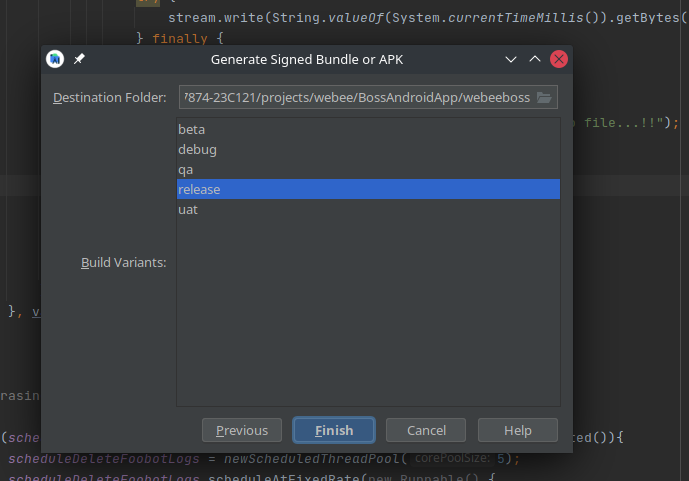 stream.write(String.valueOf(System.currentTimeMillis()).getBytes(
} finally {
Generate Signed Bundle or APK
Destination Folder:
7874-23C121/projects/webee/BossAndroidApp/webeeboss
file...!!");
beta
debug
qa
release
uat
Build Variants:
}, v
rasin
Previous
Finish
Cancel
Help
(sche
ted()){
scheduleDeleteFoobotLogs = newScheduledThreadPool( corePoolSize: 5);
scheduleDeleteFoobotLogs.scheduleAtFixedRate(new Runnable() {